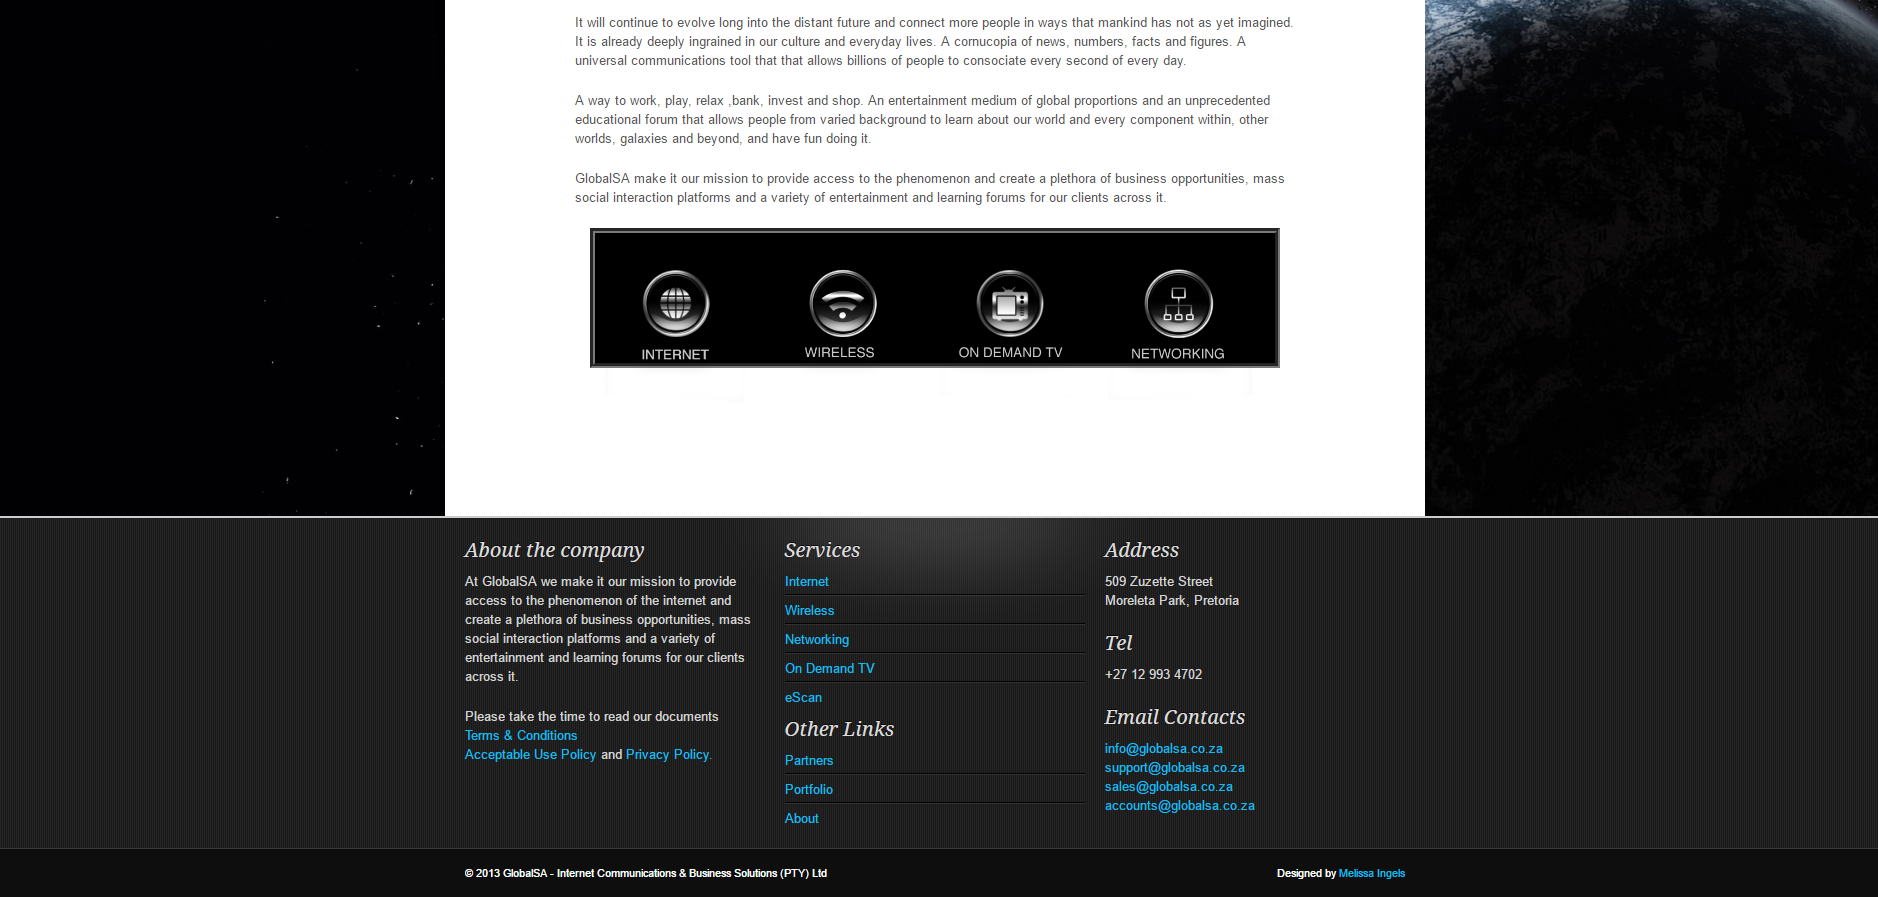 It will continue to evolve long into the distant future and connect more people in ways that mankind has not as yet imagined.
It is already deeply ingrained in our culture and everyday lives. A cornucopia of news, numbers, facts and figures. A
universal communications tool that that allows billions of people to consociate every second of every day.
A way to work, play, relax ,bank, invest and shop. An entertainment medium of global proportions and an unprecedented
educational forum that allows people from varied background to learn about our world and every component within, other
worlds, galaxies and beyond, and have fun doing it.
GlobalSA make it our mission to provide access to the phenomenon and create a plethora of business opportunities, mass
social interaction platforms and a variety of entertainment and learning forums for our clients across it.
INTERNET
WIRELESS
ON DEMAND TV
NETWORKING
About the company
At GlobalSA we make it our mission to provide
access to the phenomenon of the internet and
create a plethora of business opportunities, mass
social interaction platforms and a variety of
entertainment and learning forums for our clients
across it.
Please take the time to read our documents
Terms & Conditions
Acceptable Use Policy and Privacy Policy.
Services
Internet
Wireless
Networking
On Demand TV
eScan
Other Links
Partners
Portfolio
About
Address
509 Zuzette Street
Moreleta Park, Pretoria
Tel
+27 12 993 4702
Email Contacts
info@globalsa.co.za
support@globalsa.co.za
sales@globalsa.co.za
accounts@globalsa.co.za
© 2013 GlobalSA - Internet Communications & Business Solutions (PTY) Ltd
Designed by Melissa Ingels